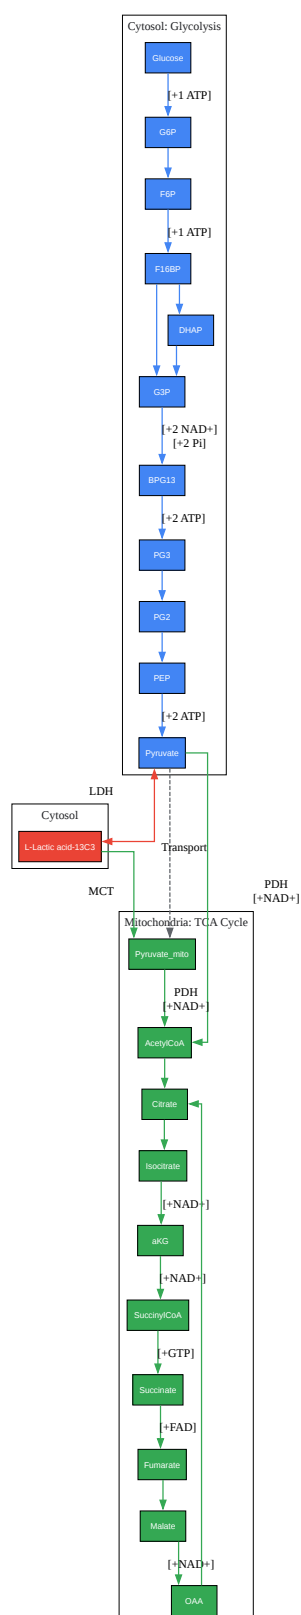 Cytosol: Glycolysis
Glucose
[+1 ATP]
G6P
F6P
[+1 ATP]
F16BP
DHAP
G3P
[+2 NAD+]
[+2 Pi]
BPG13
[+2 ATP]
PG3
PG2
PEP
[+2 ATP]
Pyruvate
LDH
Cytosol
L-Lactic acid-13C3
Transport
MCT
PDH
[+NAD+]
Mitochondria: TCA Cycle
Pyruvate_mito
PDH
[+NAD+]
AcetylCoA
Citrate
Isocitrate
[+NAD+]
aKG
[+NAD+]
SuccinylCoA
[+GTP]
Succinate
[+FAD]
Fumarate
Malate
[+NAD+]
OAA